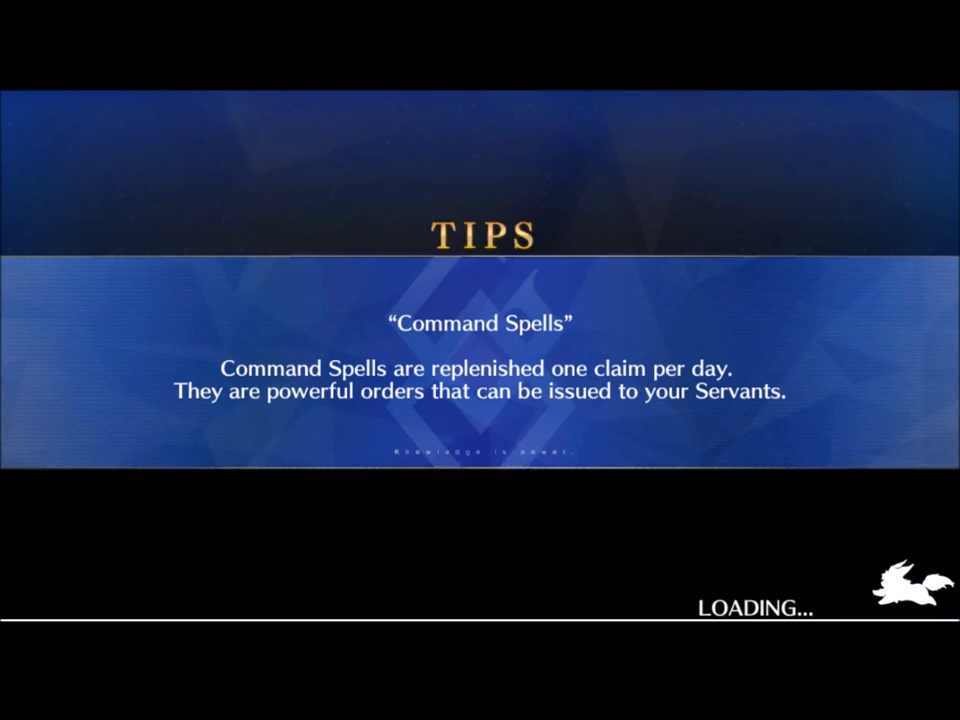 TIPS
“Command Spells”
Command Spells are replenished one claim per day.
They are powerful orders that can be issued to your Servants.
Knowledge is power.
LOADING...